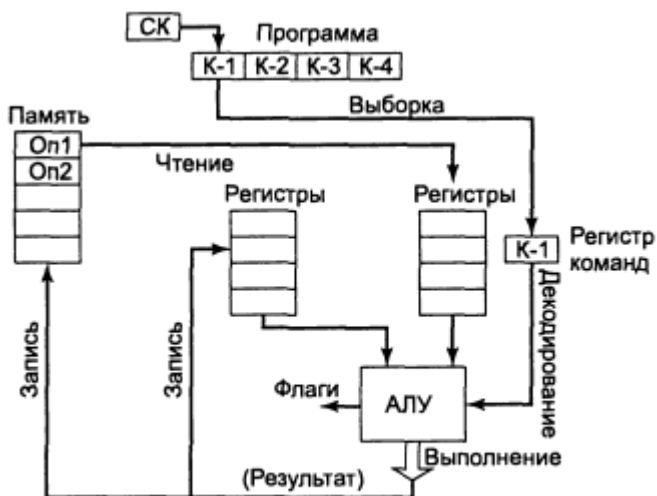 СК
Программа
К-1 К-2 К-3 К-4
Выборка
Память
Оп1
Оп2
Чтение
Регистры
Регистры
К-1
Регистр
команд
Декодирование
Запись
Запись
Флаги
АЛУ
Выполнение
(Результат)